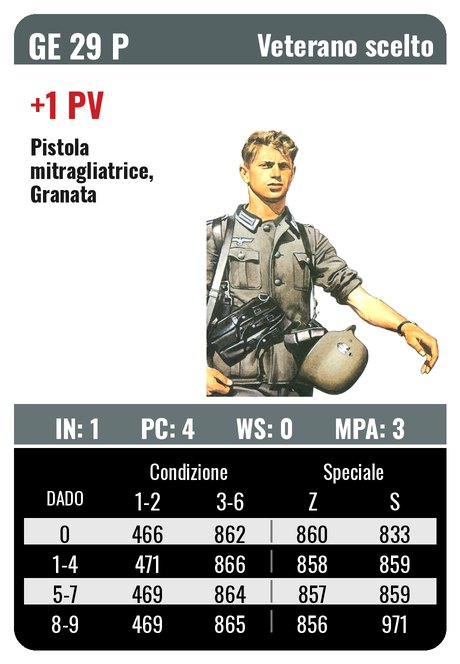 GE 29 P Veterano scelto
+1 PV
Pistola
mitragliatrice,
Granata
IN: 1 PC: 4 WS: 0 MPA: 3
Condizione Speciale
DADO 1-2 3-6 Z S
0 466 862 860 833
1-4 471 866 858 859
5-7 469 864 857 859
8-9 469 865 856 971